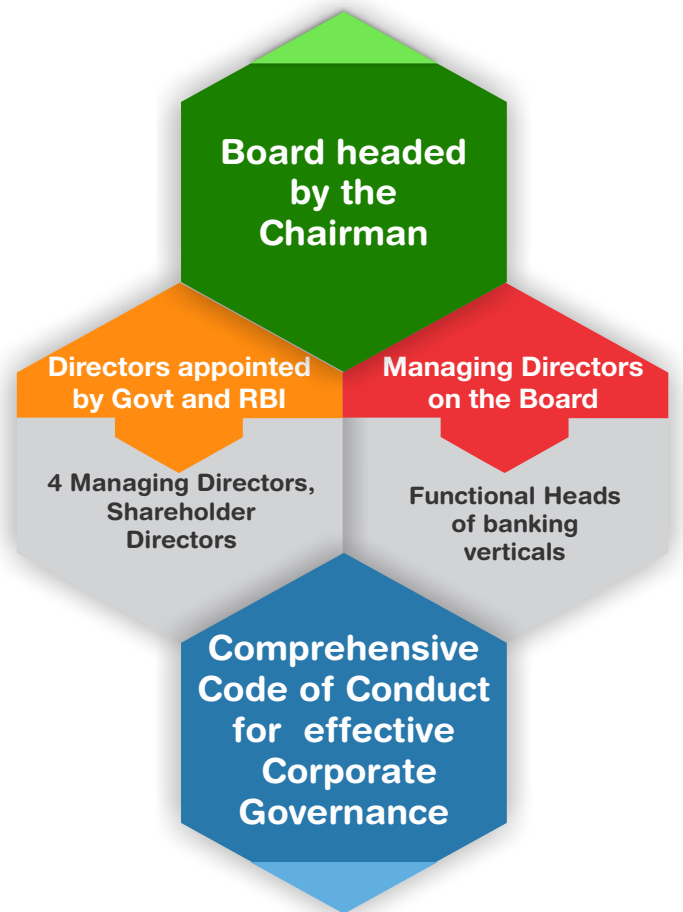 Board headed
by the
Chairman
Directors appointed
by Govt and RBI
4 Managing Directors,
Shareholder
Directors
Managing Directors
on the Board
Functional Heads
of banking
verticals
Comprehensive
Code of Conduct
for  effective
Corporate
Governance